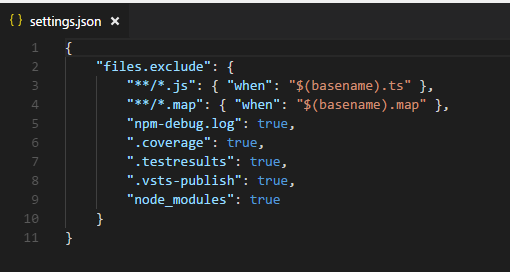 { } settings.json ×
1 {
2     "files.exclude": {
3         "**/*.js": { "when": "$(basename).ts" },
4         "**/*.map": { "when": "$(basename).map" },
5         "npm-debug.log": true,
6         ".coverage": true,
7         ".testresults": true,
8         ".vsts-publish": true,
9         "node_modules": true
10     }
11 }